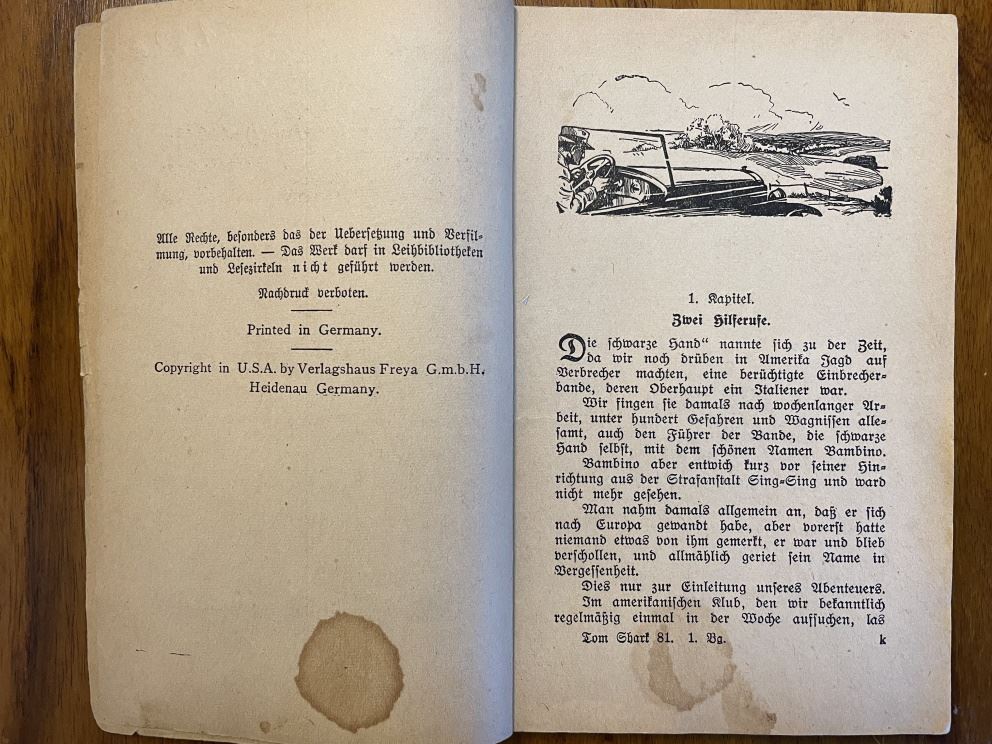 Alle Rechte, besonders das der Uebersetzung und Verfil-
mung, vorbehalten. — Das Werk darf in Leihbibliotheken
und Lesezirkeln nicht geführt werden.
Nachdruck verboten.
Printed in Germany.
Copyright in U.S.A. by Verlagshaus Freya G.m.b.H.
Heidenau Germany.
1. Kapitel.
Zwei Hilferufe.
Die schwarze Hand“ nannte sich zu der Zeit,
da wir noch drüben in Amerika Jagd auf
Verbrecher machten, eine berüchtigte Einbrecher-
bande, deren Oberhaupt ein Italiener war.
Wir fingen sie damals nach wochenlanger Ar-
beit, unter hundert Gefahren und Wagnissen alle-
samt, auch den Führer der Bande, die schwarze
Hand selbst, mit dem schönen Namen Bambino.
Bambino aber entwich kurz vor seiner Hin-
richtung aus der Strafanstalt Sing-Sing und ward
nicht mehr gesehen.
Man nahm damals allgemein an, daß er sich
nach Europa gewandt habe, aber vorerst hatte
niemand etwas von ihm gemerkt, er war und blieb
verschollen, und allmählich geriet sein Name in
Vergessenheit.
Dies nur zur Einleitung unseres Abenteuers.
Im amerikanischen Klub, den wir bekanntlich
regelmäßig einmal in der Woche aufsuchen, las
Tom Shark 81. 1. Bg. k